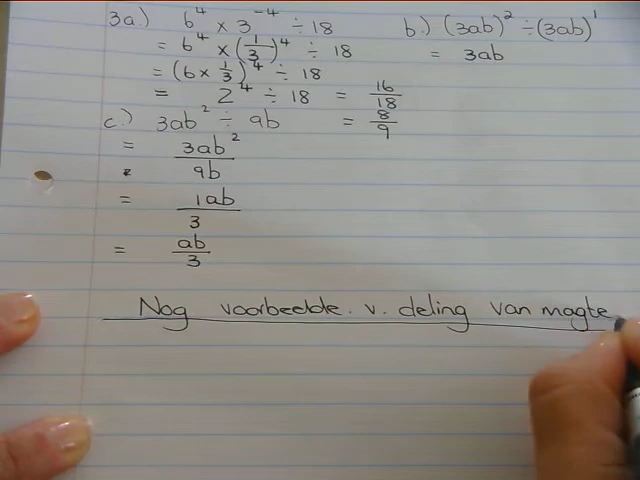 3a) 6⁴ × 3⁻⁴ ÷ 18
= 6⁴ × (1/3)⁴ ÷ 18
= (6 × 1/3)⁴ ÷ 18
= 2⁴ ÷ 18 = 16/18
= 8/9
b.) (3ab)² ÷ (3ab)¹
= 3ab
c.) 3ab² ÷ 9b
= 3ab²/9b
= 1ab/3
= ab/3
Nog voorbeelde. v. deling van magte